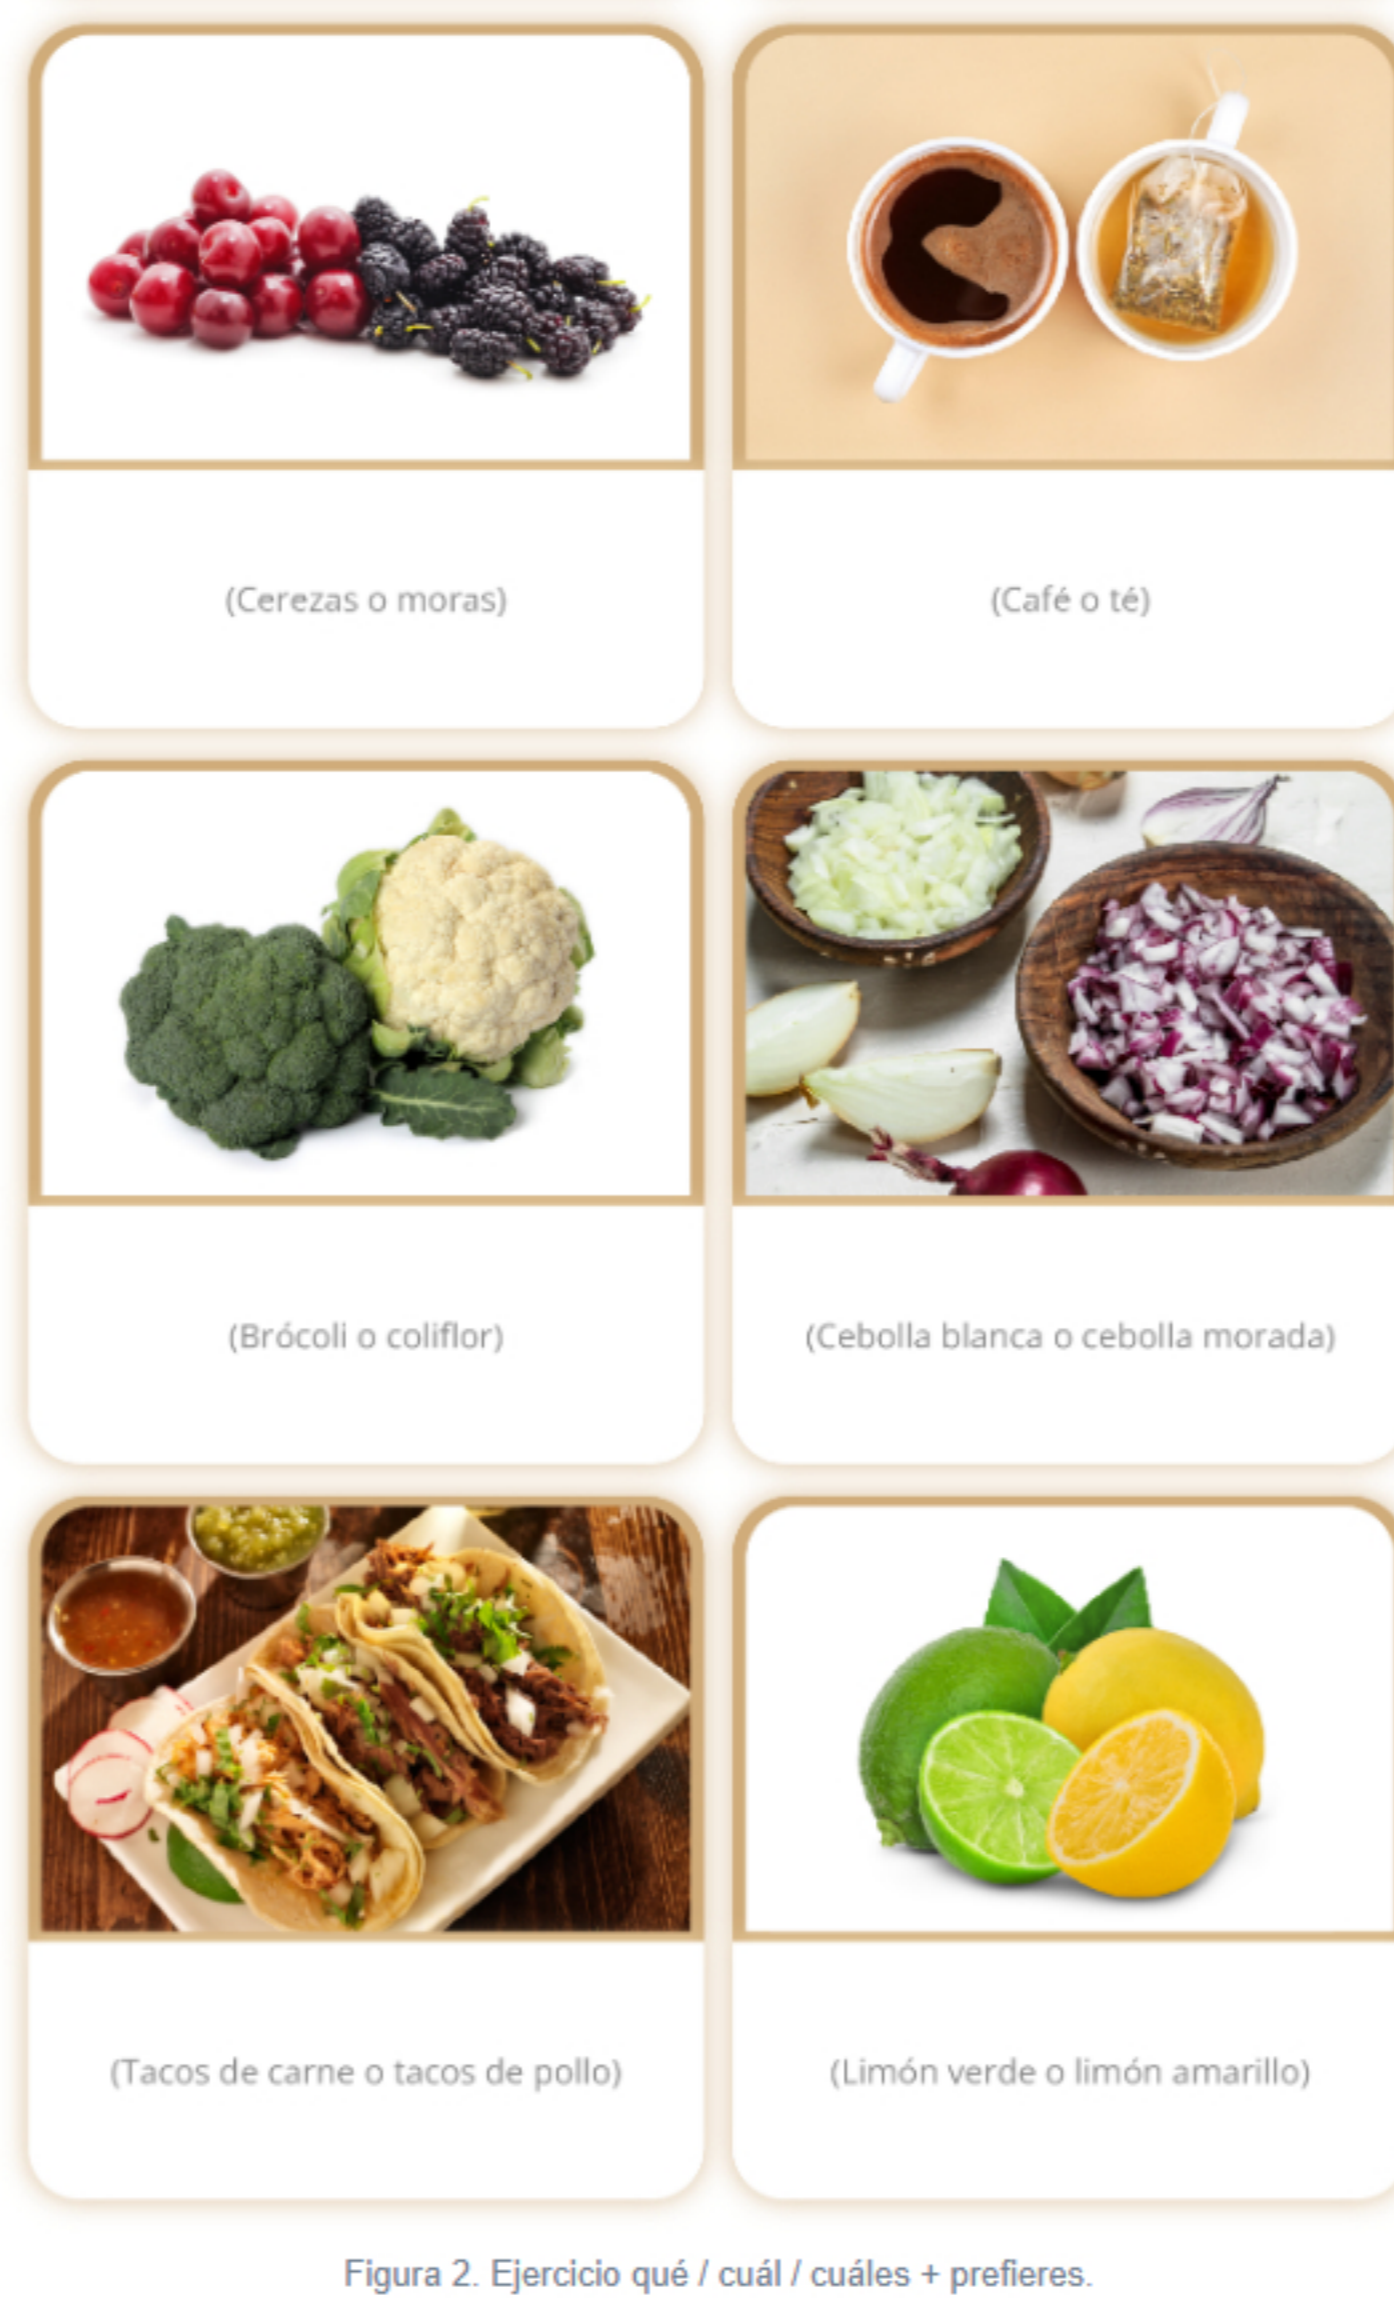 (Cerezas o moras)
(Café o té)
(Brócoli o coliflor)
(Cebolla blanca o cebolla morada)
(Tacos de carne o tacos de pollo)
(Limón verde o limón amarillo)
Figura 2. Ejercicio qué / cuál / cuáles + prefieres.